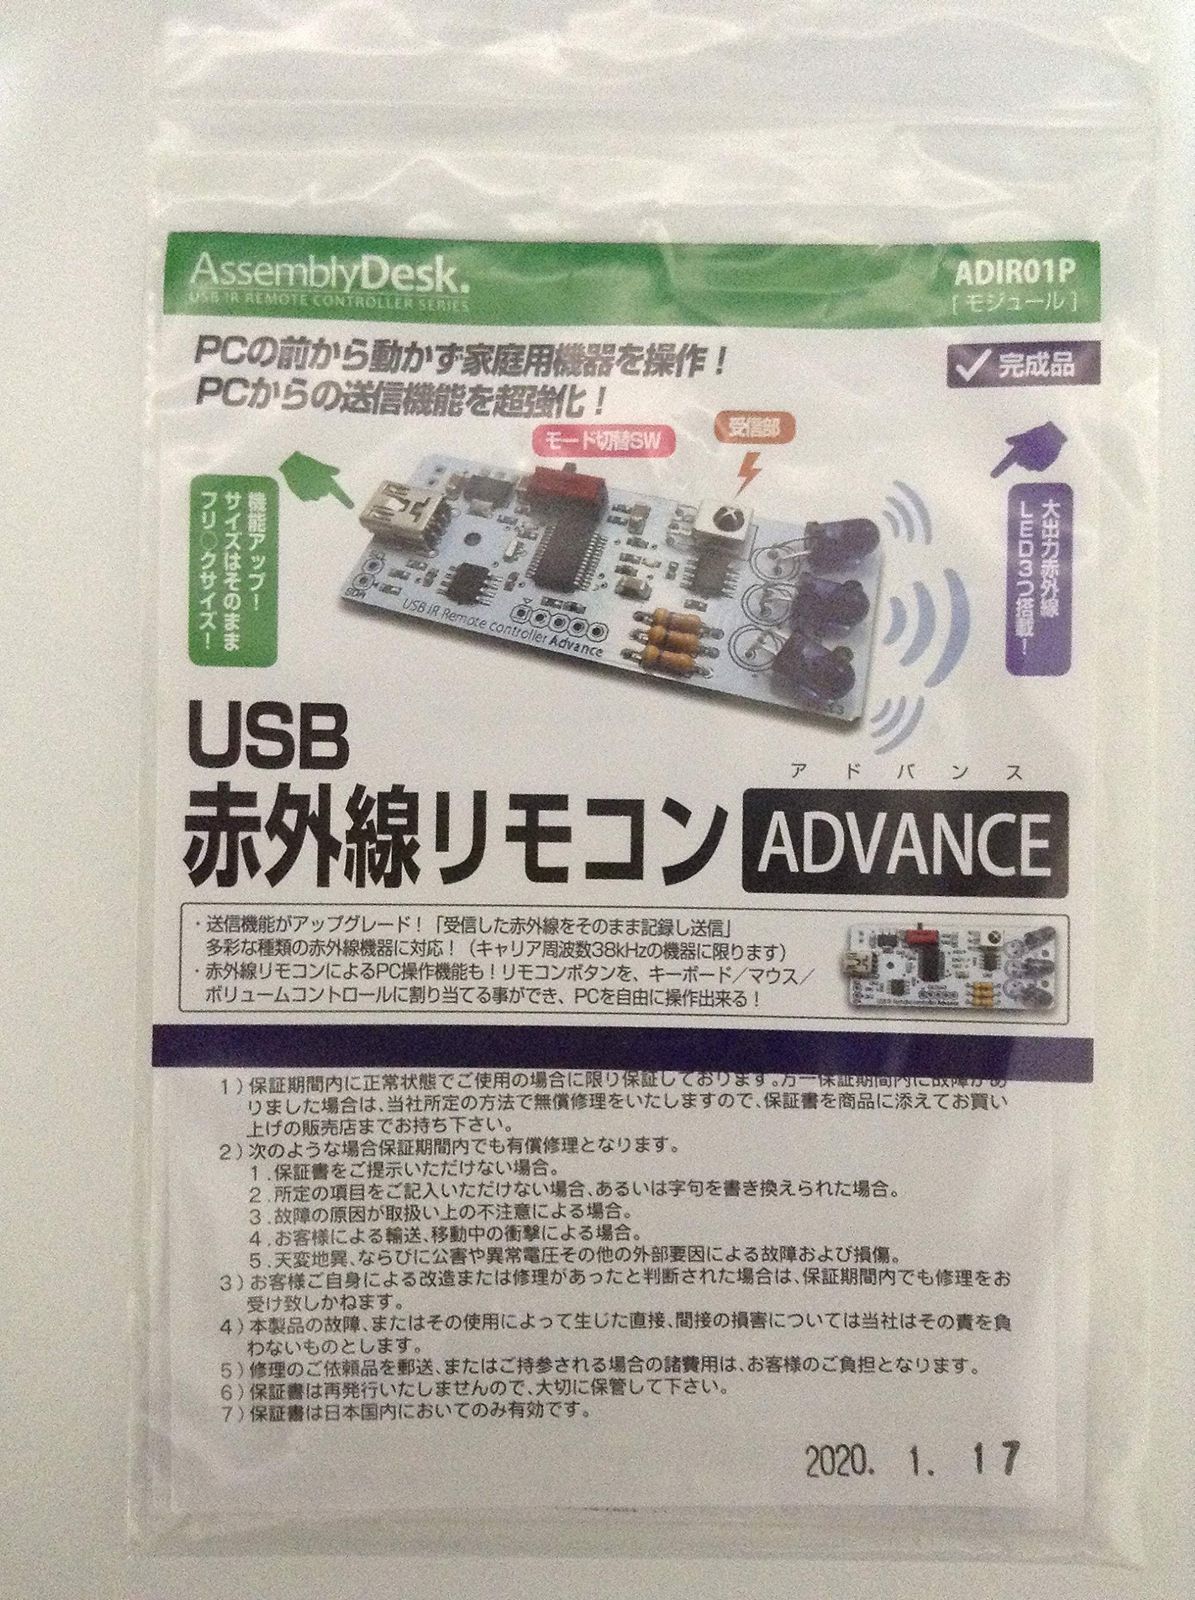 AssemblyDesk.
USB IR REMOTE CONTROLLER SERIES
ADIR01P
[モジュール]
PCの前から動かず家庭用機器を操作！
PCからの送信機能を超強化！
完成品
モード切替SW
受信部
機能アップ！
サイズはそのまま
フリ○クサイズ！
大出力赤外線
LED3つ搭載！
USB IR Remote controller Advance
USB
赤外線リモコン
アドバンス
ADVANCE
・送信機能がアップグレード！「受信した赤外線をそのまま記録し送信」
多彩な種類の赤外線機器に対応！（キャリア周波数38kHzの機器に限ります）
・赤外線リモコンによるPC操作機能も！リモコンボタンを、キーボード／マウス／
ボリュームコントロールに割り当てる事ができ、PCを自由に操作出来る！
1）保証期間内に正常状態でご使用の場合に限り保証しております。万一保証期間内に故障があ
りました場合は、当社所定の方法で無償修理をいたしますので、保証書を商品に添えてお買い
上げの販売店までお持ち下さい。
2）次のような場合保証期間内でも有償修理となります。
1．保証書をご提示いただけない場合。
2．所定の項目をご記入いただけない場合、あるいは字句を書き換えられた場合。
3．故障の原因が取扱い上の不注意による場合。
4．お客様による輸送、移動中の衝撃による場合。
5．天変地異、ならびに公害や異常電圧その他の外部要因による故障および損傷。
3）お客様ご自身による改造または修理があったと判断された場合は、保証期間内でも修理をお
受け致しかねます。
4）本製品の故障、またはその使用によって生じた直接、間接の損害については当社はその責を負
わないものとします。
5）修理のご依頼品を郵送、またはご持参される場合の諸費用は、お客様のご負担となります。
6）保証書は再発行いたしませんので、大切に保管して下さい。
7）保証書は日本国内においてのみ有効です。
2020. 1. 17